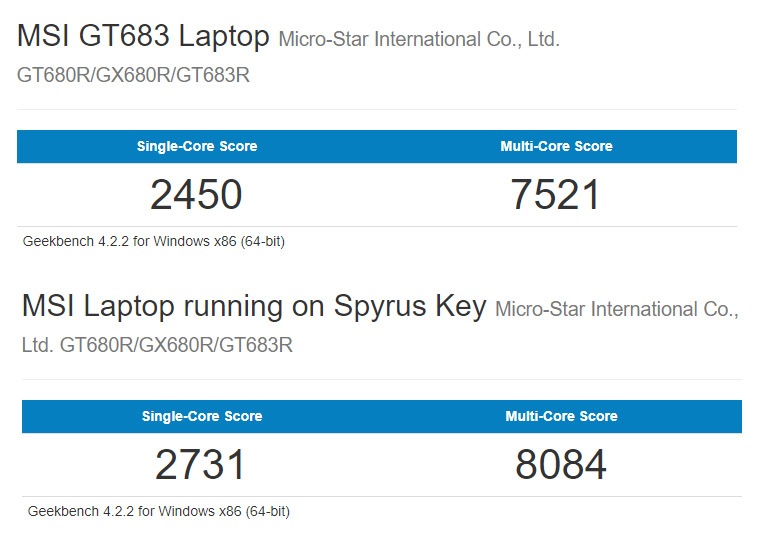 MSI GT683 Laptop Micro-Star International Co., Ltd.
GT680R/GX680R/GT683R
Single-Core Score Multi-Core Score
2450 7521
Geekbench 4.2.2 for Windows x86 (64-bit)
MSI Laptop running on Spyrus Key Micro-Star International Co.,
Ltd. GT680R/GX680R/GT683R
Single-Core Score Multi-Core Score
2731 8084
Geekbench 4.2.2 for Windows x86 (64-bit)